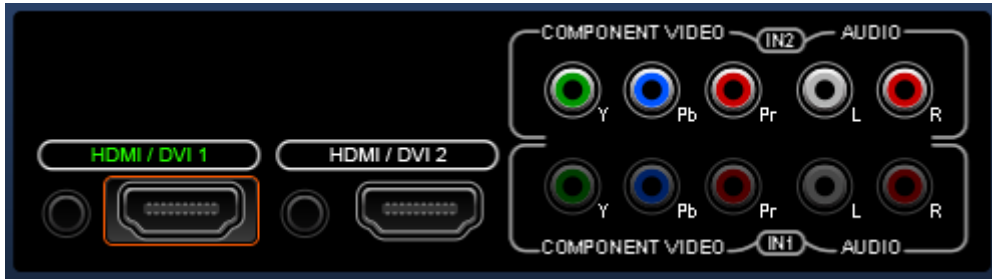 COMPONENT VIDEO IN2 AUDIO
Y Pb Pr L R
HDMI / DVI 1 HDMI / DVI 2
Y Pb Pr L R
COMPONENT VIDEO IN1 AUDIO